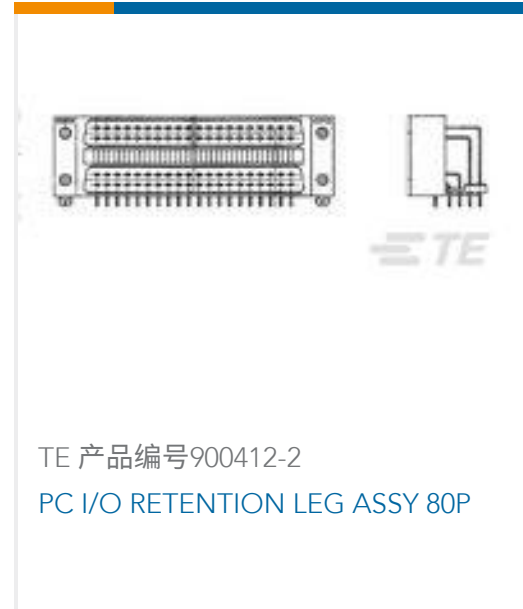 TE
TE 产品编号900412-2
PC I/O RETENTION LEG ASSY 80P